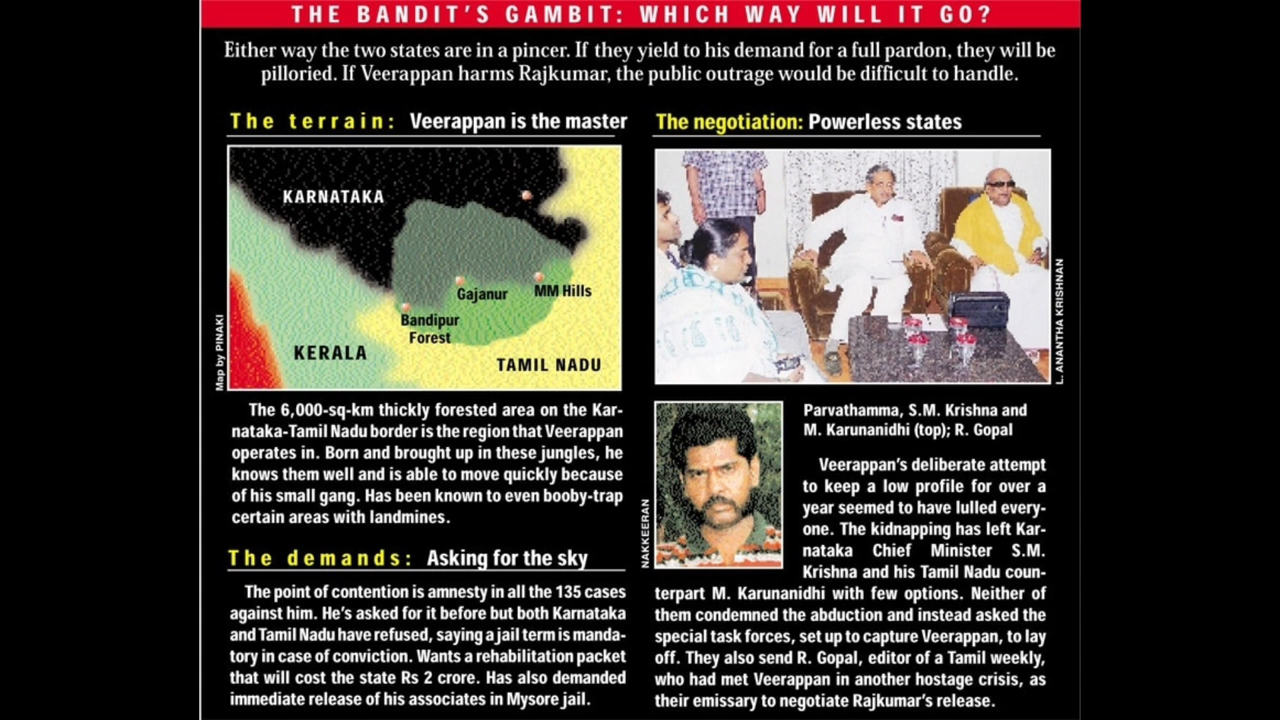 THE BANDIT'S GAMBIT: WHICH WAY WILL IT GO?
Either way the two states are in a pincer. If they yield to his demand for a full pardon, they will be
pilloried. If Veerappan harms Rajkumar, the public outrage would be difficult to handle.
The terrain: Veerappan is the master
KARNATAKA
Gajanur
MM Hills
Bandipur
Forest
KERALA
TAMIL NADU
Map by PINAKI
The 6,000-sq-km thickly forested area on the Kar-
nataka-Tamil Nadu border is the region that Veerappan
operates in. Born and brought up in these jungles, he
knows them well and is able to move quickly because
of his small gang. Has been known to even booby-trap
certain areas with landmines.
The demands: Asking for the sky
The point of contention is amnesty in all the 135 cases
against him. He's asked for it before but both Karnataka
and Tamil Nadu have refused, saying a jail term is manda-
tory in case of conviction. Wants a rehabilitation packet
that will cost the state Rs 2 crore. Has also demanded
immediate release of his associates in Mysore jail.
The negotiation: Powerless states
L. ANANTHA KRISHNAN
NAKKEERAN
Parvathamma, S.M. Krishna and
M. Karunanidhi (top); R. Gopal
Veerappan's deliberate attempt
to keep a low profile for over a
year seemed to have lulled every-
one. The kidnapping has left Kar-
nataka Chief Minister S.M.
Krishna and his Tamil Nadu coun-
terpart M. Karunanidhi with few options. Neither of
them condemned the abduction and instead asked the
special task forces, set up to capture Veerappan, to lay
off. They also send R. Gopal, editor of a Tamil weekly,
who had met Veerappan in another hostage crisis, as
their emissary to negotiate Rajkumar's release.